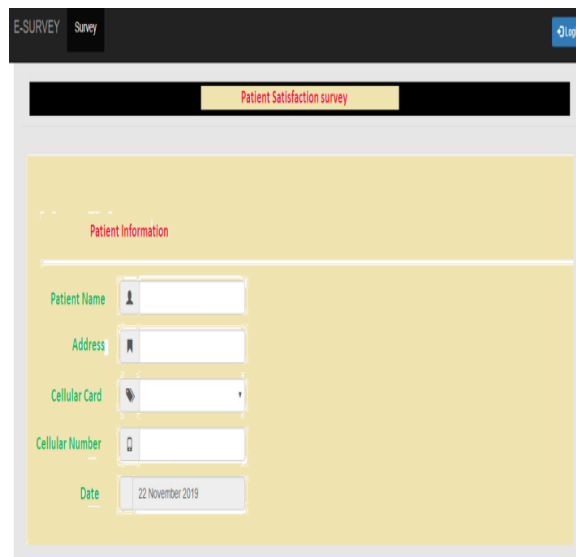 E-SURVEY Survey
Patient Satisfaction survey
Patient Information
Patient Name
Address
Cellular Card
Cellular Number
Date 22 November 2019